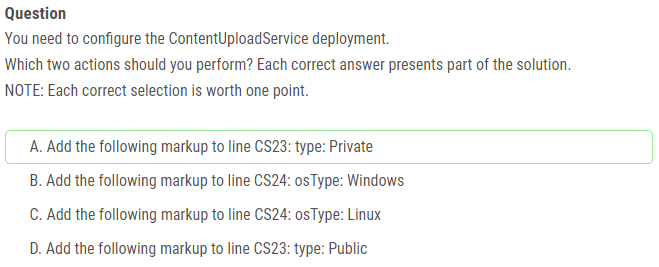 Question
You need to configure the ContentUploadService deployment.
Which two actions should you perform? Each correct answer presents part of the solution.
NOTE: Each correct selection is worth one point.
A. Add the following markup to line CS23: type: Private
B. Add the following markup to line CS24: osType: Windows
C. Add the following markup to line CS24: osType: Linux
D. Add the following markup to line CS23: type: Public